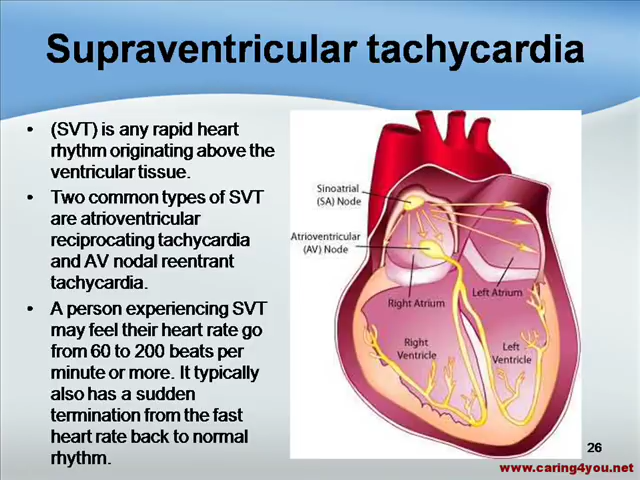 Supraventricular tachycardia
• (SVT) is any rapid heart
rhythm originating above the
ventricular tissue.
• Two common types of SVT
are atrioventricular
reciprocating tachycardia
and AV nodal reentrant
tachycardia.
• A person experiencing SVT
may feel their heart rate go
from 60 to 200 beats per
minute or more. It typically
also has a sudden
termination from the fast
heart rate back to normal
rhythm.
Sinoatrial
(SA) Node
Atrioventricular
(AV) Node
Right Atrium
Left Atrium
Right
Ventricle
Left
Ventricle
26
www.caring4you.net